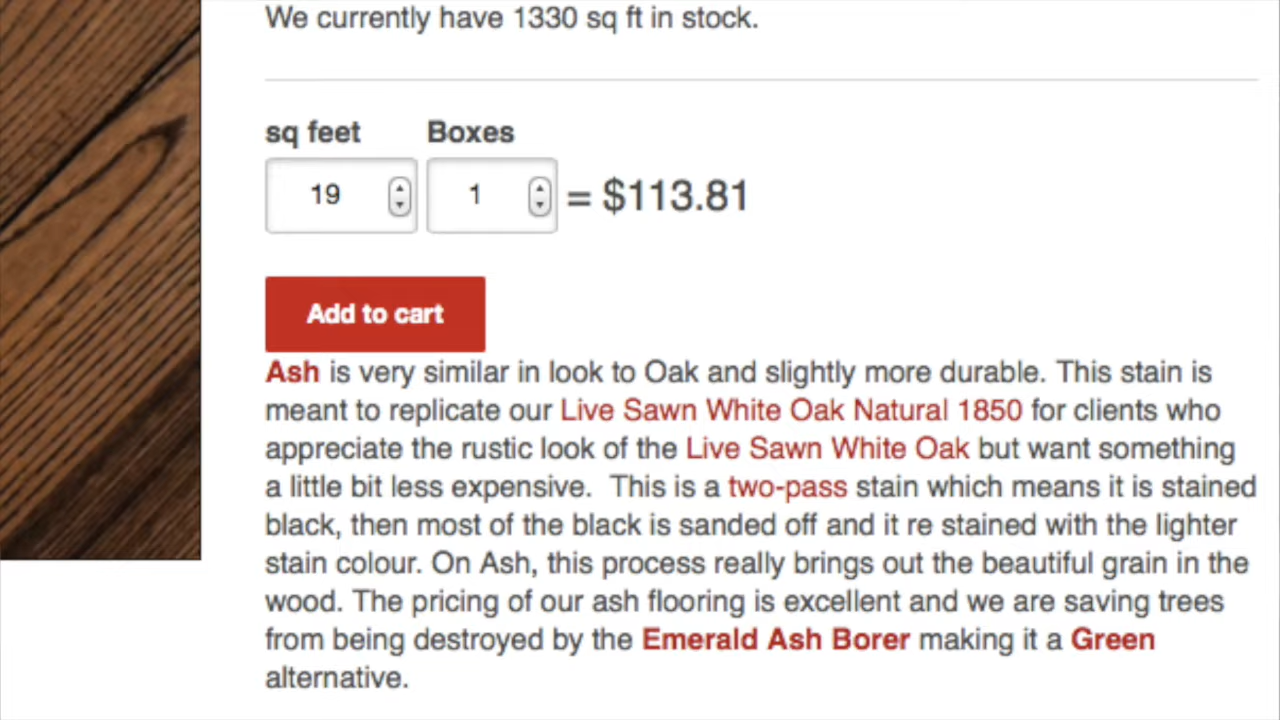 We currently have 1330 sq ft in stock.
sq feet Boxes
19 1 = $113.81
Add to cart
Ash is very similar in look to Oak and slightly more durable. This stain is
meant to replicate our Live Sawn White Oak Natural 1850 for clients who
appreciate the rustic look of the Live Sawn White Oak but want something
a little bit less expensive. This is a two-pass stain which means it is stained
black, then most of the black is sanded off and it re stained with the lighter
stain colour. On Ash, this process really brings out the beautiful grain in the
wood. The pricing of our ash flooring is excellent and we are saving trees
from being destroyed by the Emerald Ash Borer making it a Green
alternative.